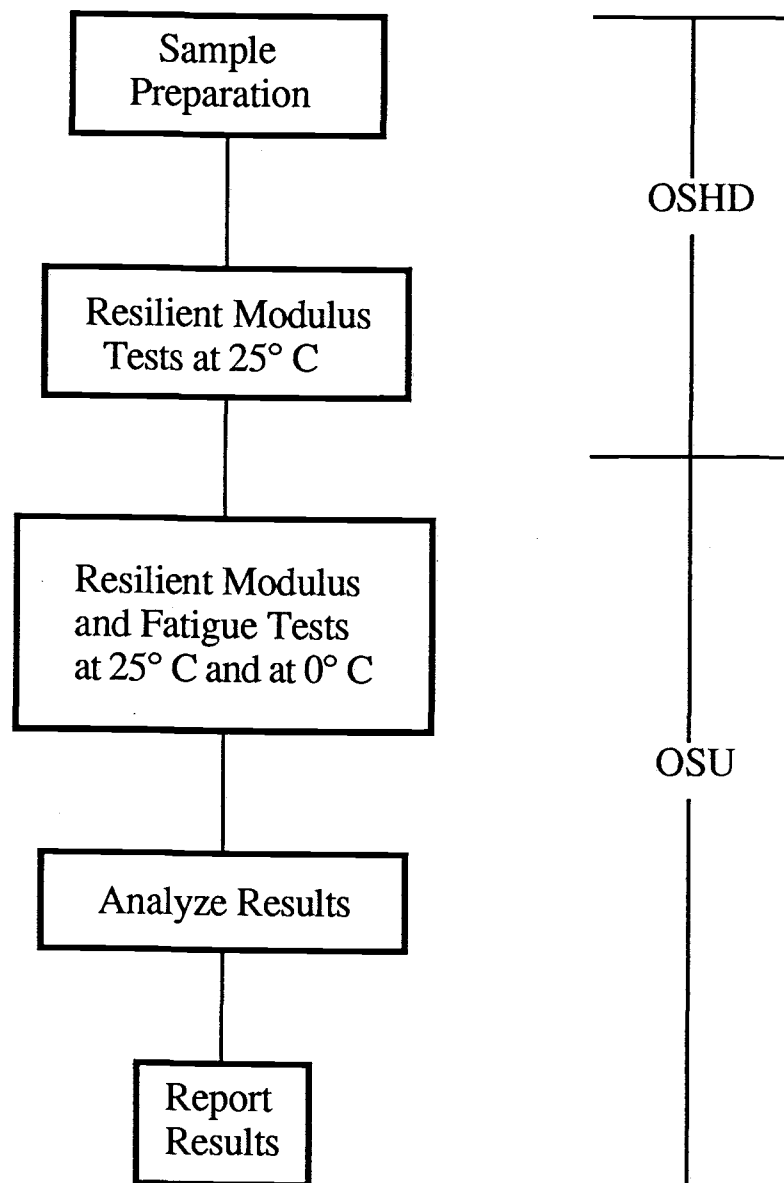 Sample
Preparation
OSHD
Resilient Modulus
Tests at 25° C
Resilient Modulus
and Fatigue Tests
at 25° C and at 0° C
OSU
Analyze Results
Report
Results